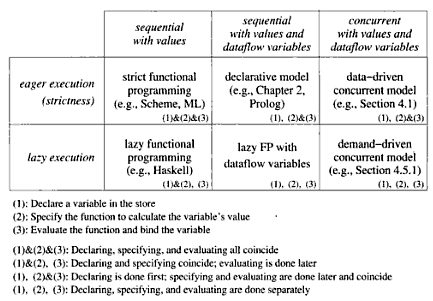 sequential with values
sequential with values and dataflow variables
concurrent with values and dataflow variables
eager execution (strictness)
strict functional programming (e.g., Scheme, ML)
(1)&(2)&(3)
declarative model (e.g., Chapter 2, Prolog)
(1), (2)&(3)
data-driven concurrent model (e.g., Section 4.1)
(1), (2)&(3)
lazy execution
lazy functional programming (e.g., Haskell)
(1)&(2), (3)
lazy FP with dataflow variables
(1), (2), (3)
demand-driven concurrent model (e.g., Section 4.5.1)
(1), (2), (3)
(1): Declare a variable in the store
(2): Specify the function to calculate the variable's value
(3): Evaluate the function and bind the variable
(1)&(2)&(3): Declaring, specifying, and evaluating all coincide
(1)&(2), (3): Declaring and specifying coincide; evaluating is done later
(1), (2)&(3): Declaring is done first; specifying and evaluating are done later and coincide
(1), (2), (3): Declaring, specifying, and evaluating are done separately